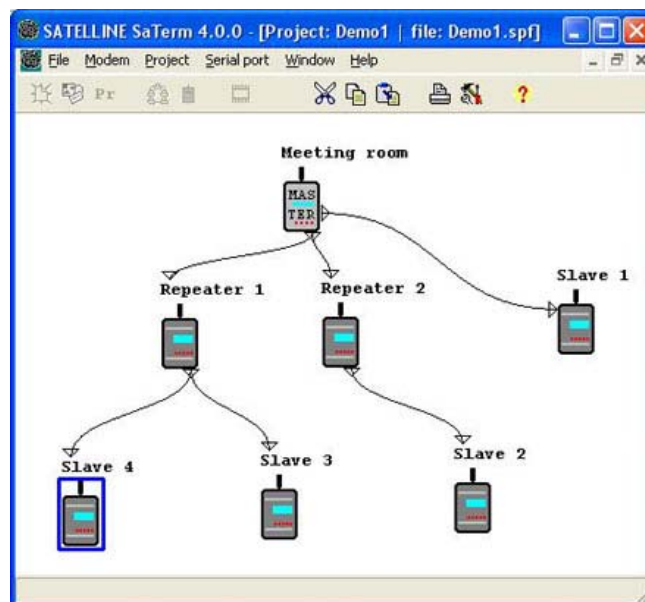 SATELLINE SaTerm 4.0.0 - [Project: Demo1 | file: Demo1.spf]
File Modem Project Serial port Window Help
Pr ?
Meeting room
MAS
TER
Slave 1
Repeater 1 Repeater 2
Slave 4 Slave 3 Slave 2